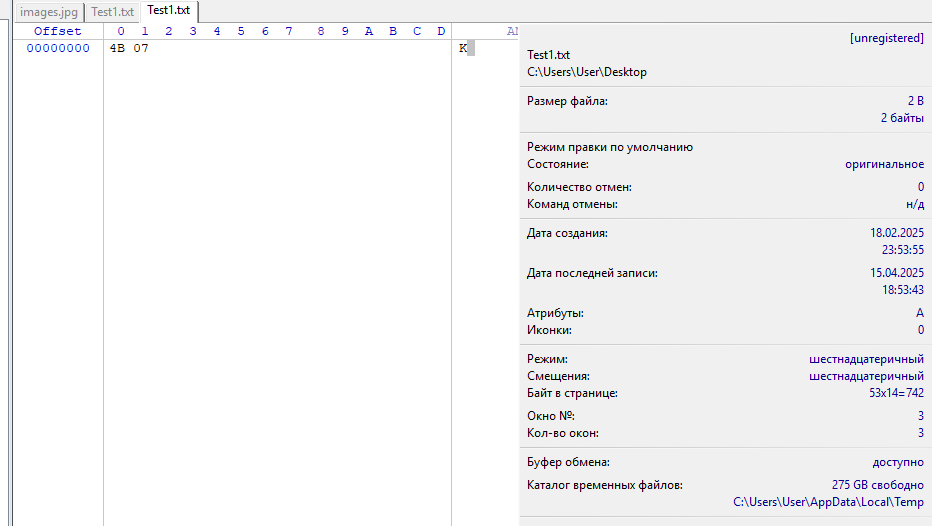 images.jpg Test1.txt Test1.txt
Offset 0 1 2 3 4 5 6 7 8 9 A B C D
00000000 4B 07 K
[unregistered]
Test1.txt
C:\Users\User\Desktop
Размер файла: 2 B
2 байты
Режим правки по умолчанию
Состояние: оригинальное
Количество отмен: 0
Команд отмены: н/д
Дата создания: 18.02.2025
23:53:55
Дата последней записи: 15.04.2025
18:53:43
Атрибуты: A
Иконки: 0
Режим: шестнадцатеричный
Смещения: шестнадцатеричный
Байт в странице: 53x14=742
Окно №: 3
Кол-во окон: 3
Буфер обмена: доступно
Каталог временных файлов: 275 GB свободно
C:\Users\User\AppData\Local\Temp